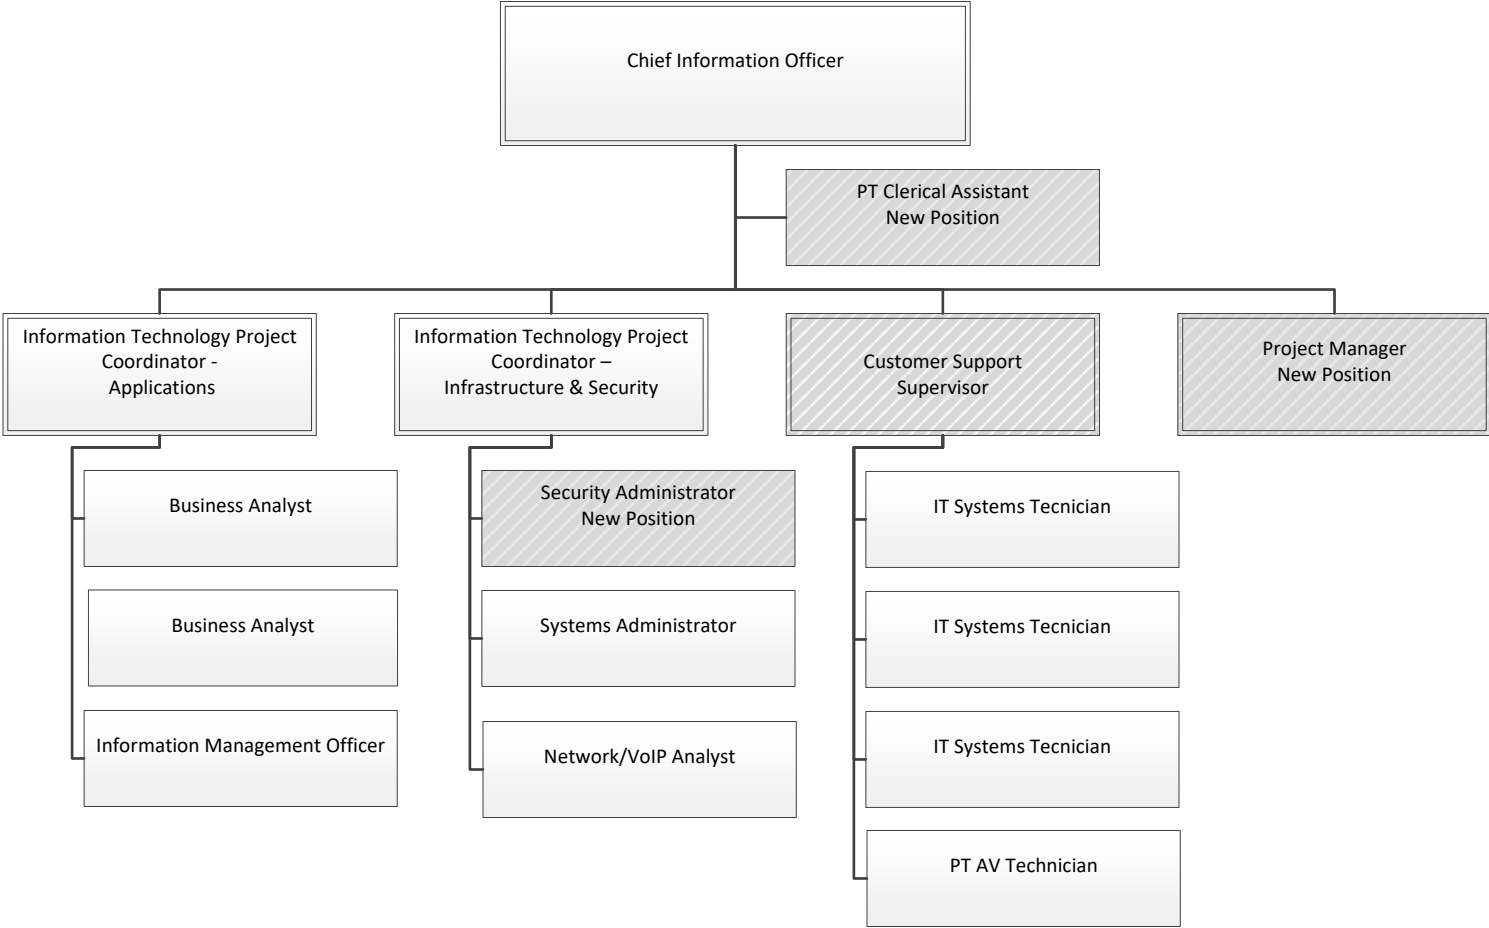 Chief Information Officer
PT Clerical Assistant
New Position
Information Technology Project
Coordinator -
Applications
Information Technology Project
Coordinator –
Infrastructure & Security
Customer Support
Supervisor
Project Manager
New Position
Business Analyst
Business Analyst
Information Management Officer
Security Administrator
New Position
Systems Administrator
Network/VoIP Analyst
IT Systems Tecnician
IT Systems Tecnician
IT Systems Tecnician
PT AV Technician